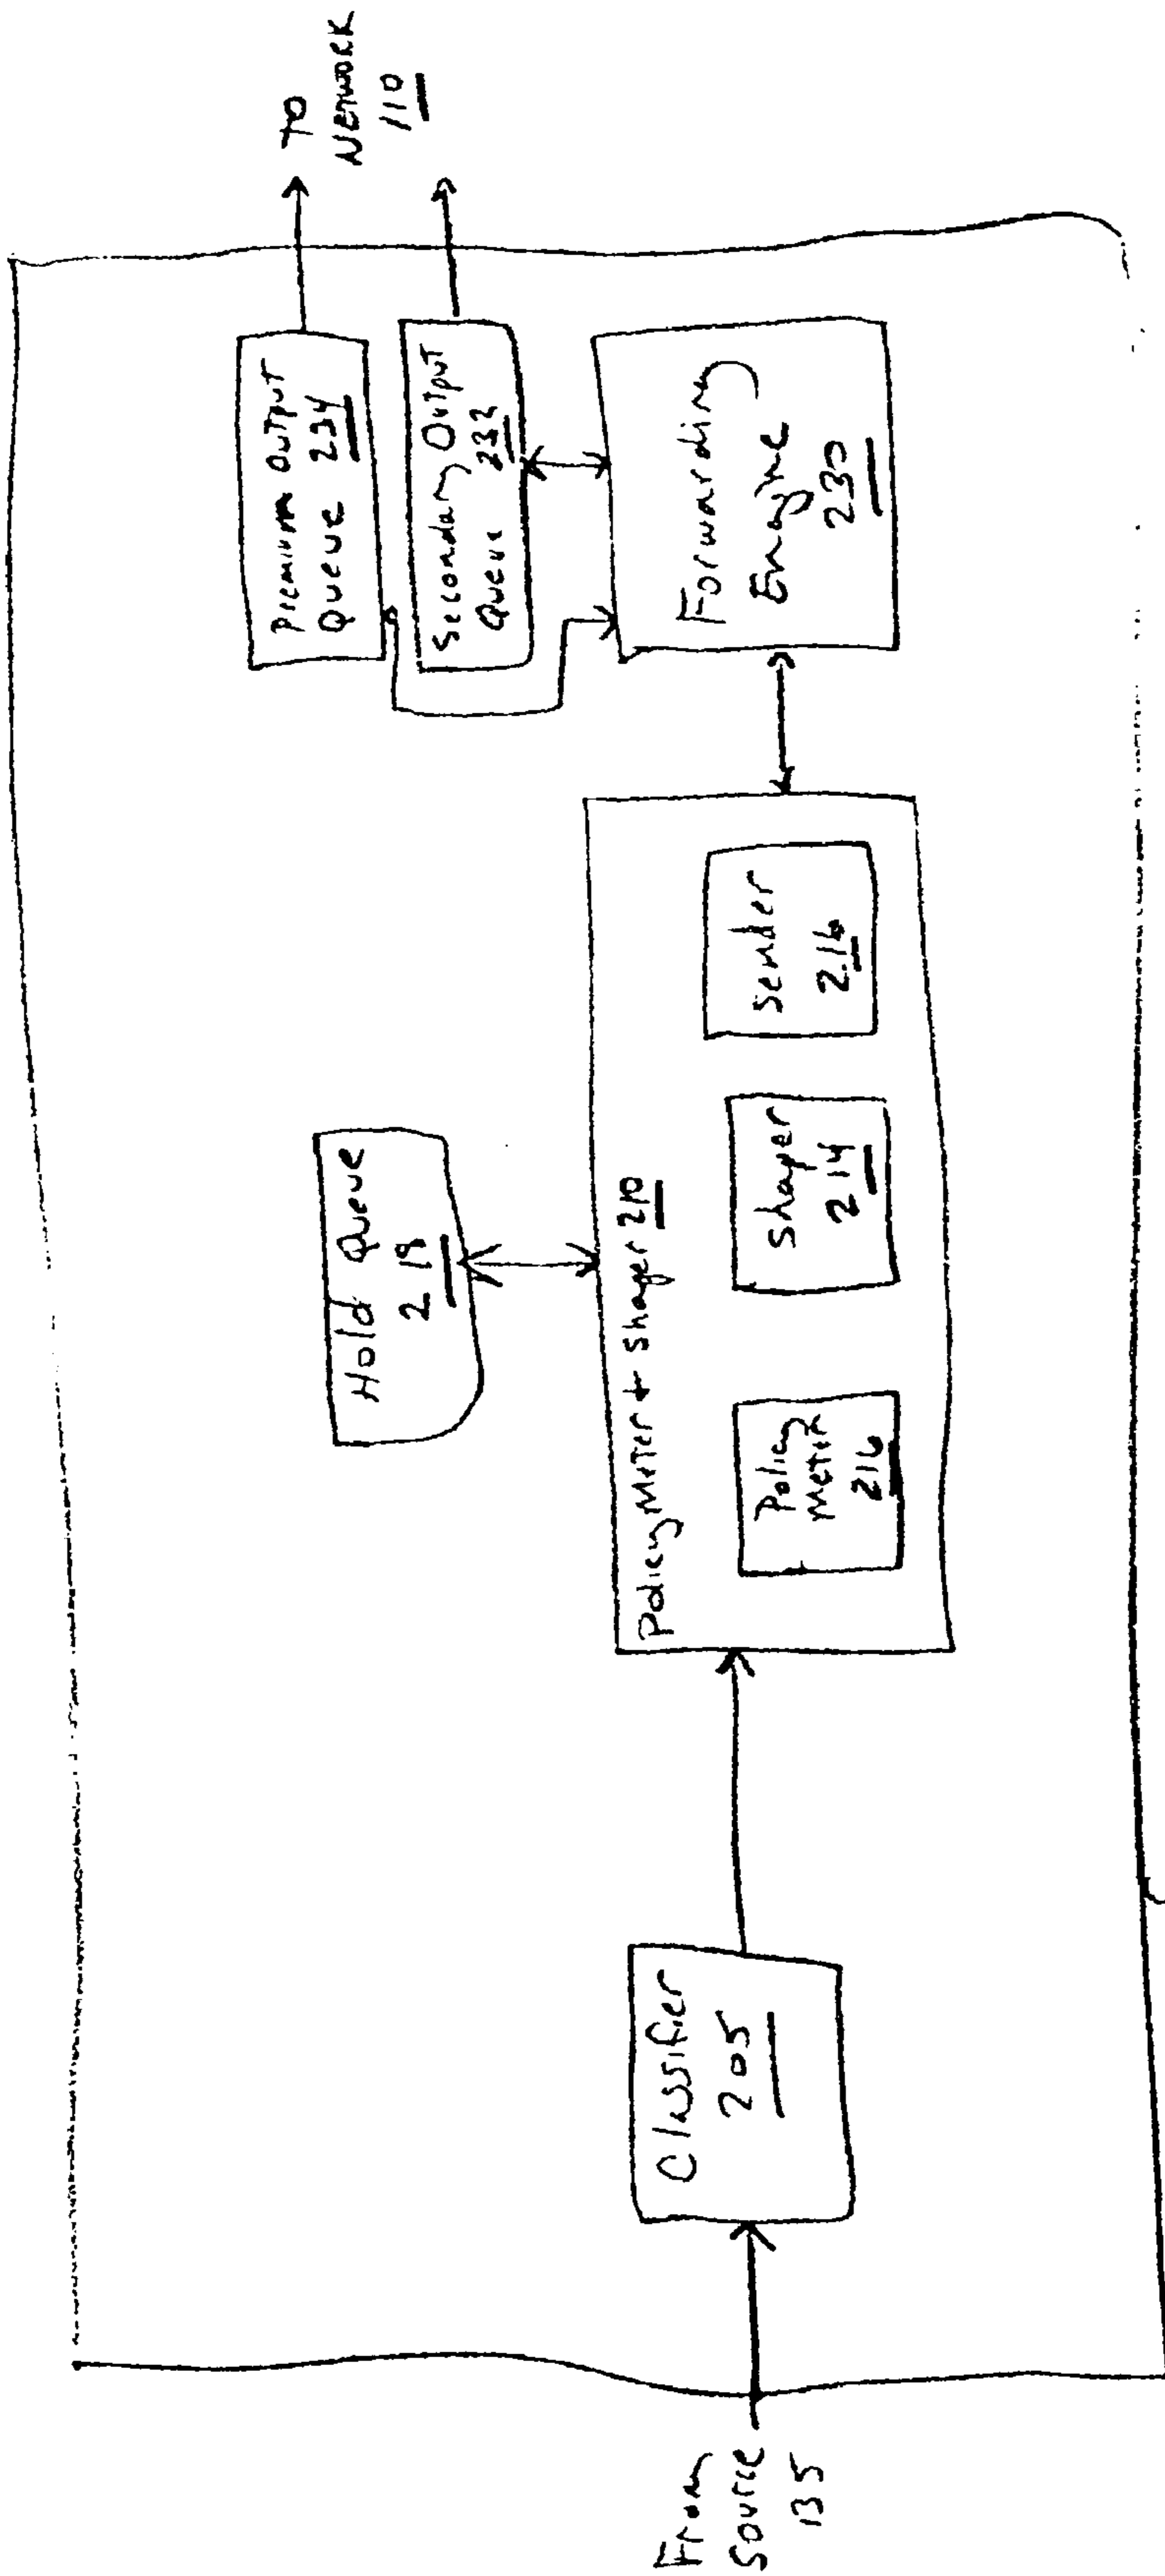 From
Source
135
Classifier
205
Hold Queue
218
Policy Meter + Shaper 210
Policy
Meter
216
Shaper
214
Sender
216
Forwarding
Engine
230
Premium Output
Queue 234
Secondary Output
Queue 232
To
Network
110